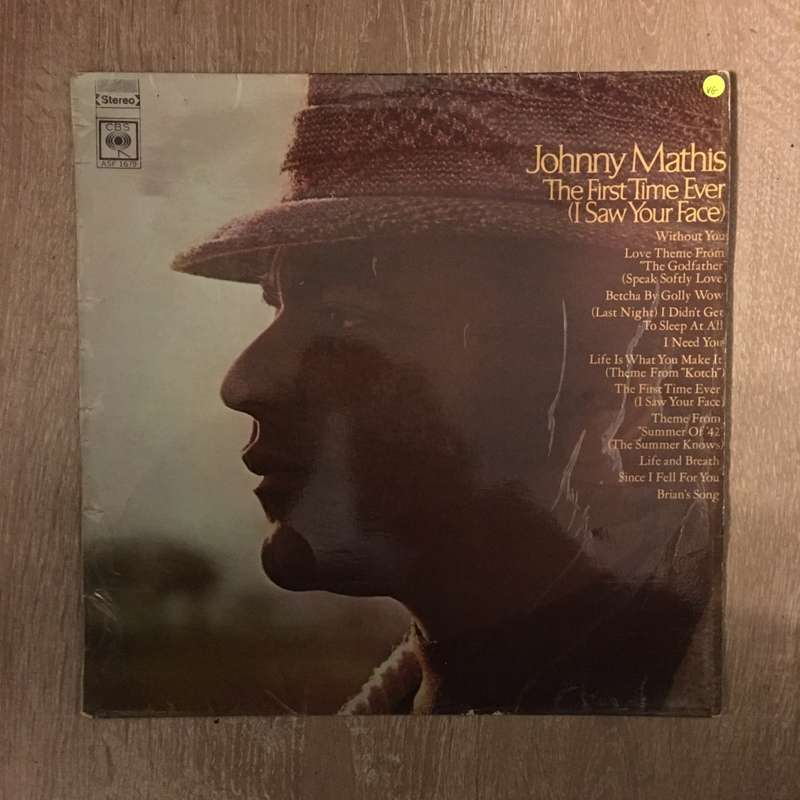 Stereo
CBS
ASF 1679
VG-
Johnny Mathis
The First Time Ever
(I Saw Your Face)
Without You
Love Theme From
"The Godfather"
(Speak Softly Love)
Betcha By Golly Wow
(Last Night) I Didn't Get
To Sleep At All
I Need You
Life Is What You Make It
(Theme From "Kotch")
The First Time Ever
(I Saw Your Face)
Theme From
"Summer Of '42"
(The Summer Knows)
Life and Breath
Since I Fell For You
Brian's Song